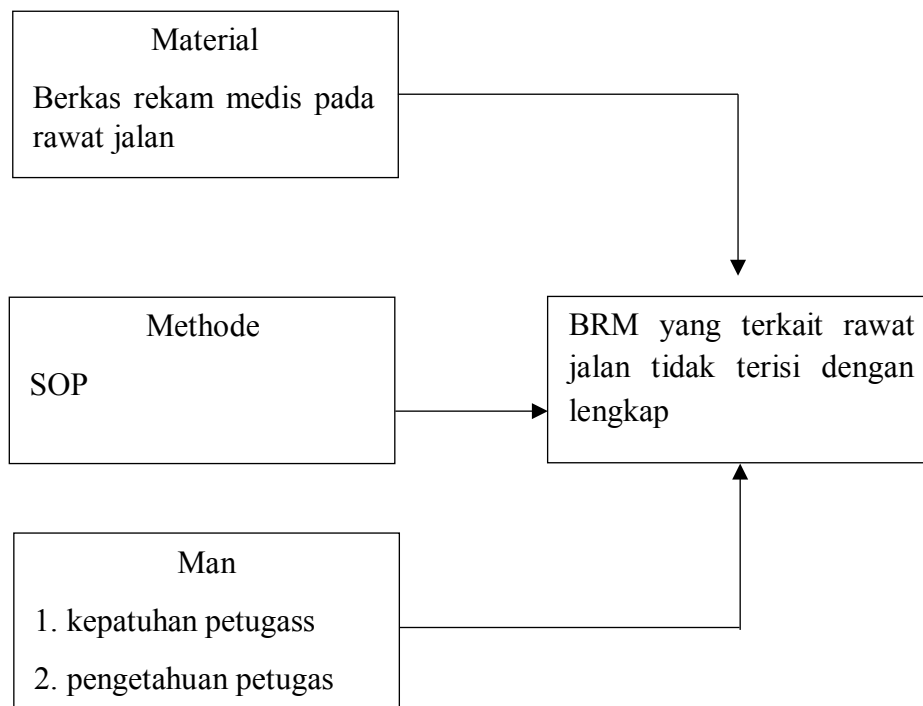 Material
Berkas rekam medis pada
rawat jalan
Methode
SOP
BRM yang terkait rawat
jalan tidak terisi dengan
lengkap
Man
1. kepatuhan petugass
2. pengetahuan petugas